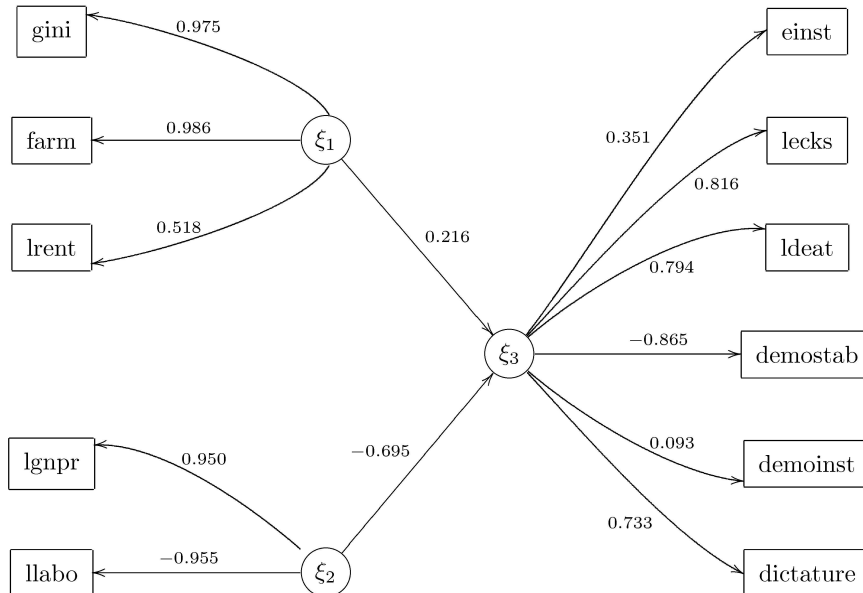 gini
0.975
einst
farm
0.986
ξ1
0.351
lecks
0.816
lrent
0.518
0.216
0.794
ldeat
ξ3
−0.865
demostab
lgnpr
0.950
−0.695
0.093
demoinst
0.733
llabo
−0.955
ξ2
dictature